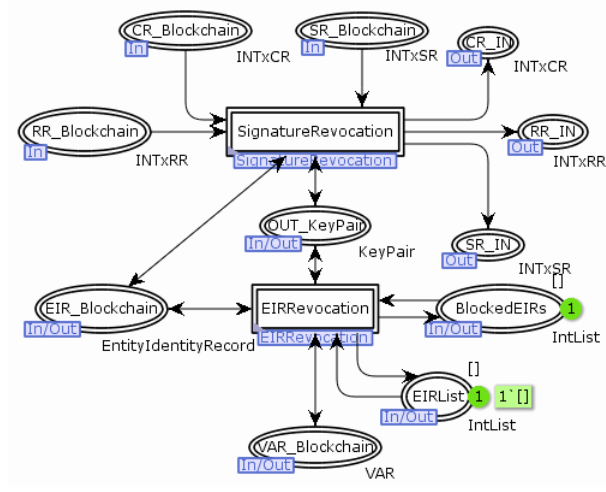 CR_Blockchain
In
INTxCR
SR_Blockchain
In
INTxSR
CR_IN
Out
INTxCR
RR_Blockchain
In
INTxRR
SignatureRevocation
SignatureRevocation
RR_IN
Out
INTxRR
OUT_KeyPair
In/Out
KeyPair
SR_IN
Out
INTxSR
EIR_Blockchain
In/Out
EntityIdentityRecord
EIRRevocation
EIRRevocation
[]
BlockedEIRs
1
In/Out
IntList
[]
EIRList
1
1`[]
In/Out
IntList
VAR_Blockchain
In/Out
VAR